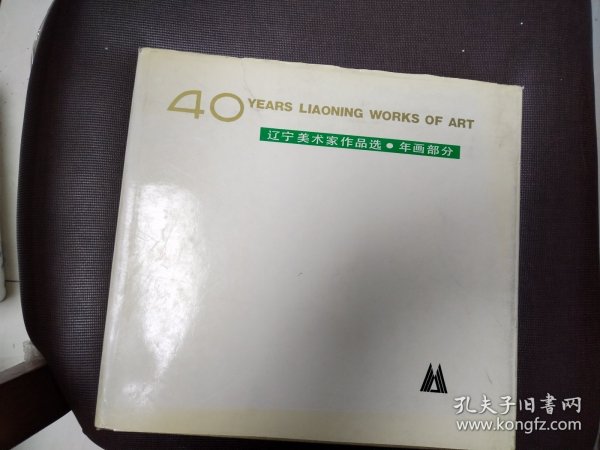 40 YEARS LIAONING WORKS OF ART
辽宁美术家作品选●年画部分
孔夫子旧書网
www.kongfz.com